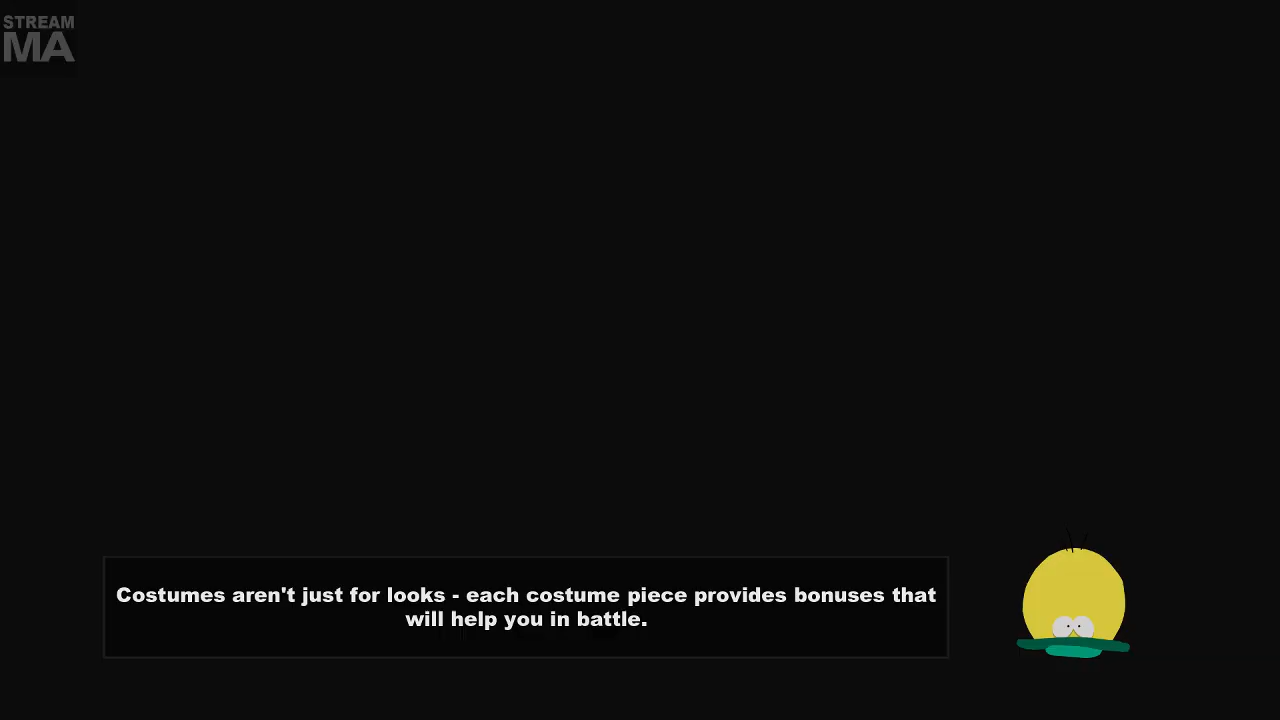 STREAM
MA
Costumes aren't just for looks - each costume piece provides bonuses that
will help you in battle.